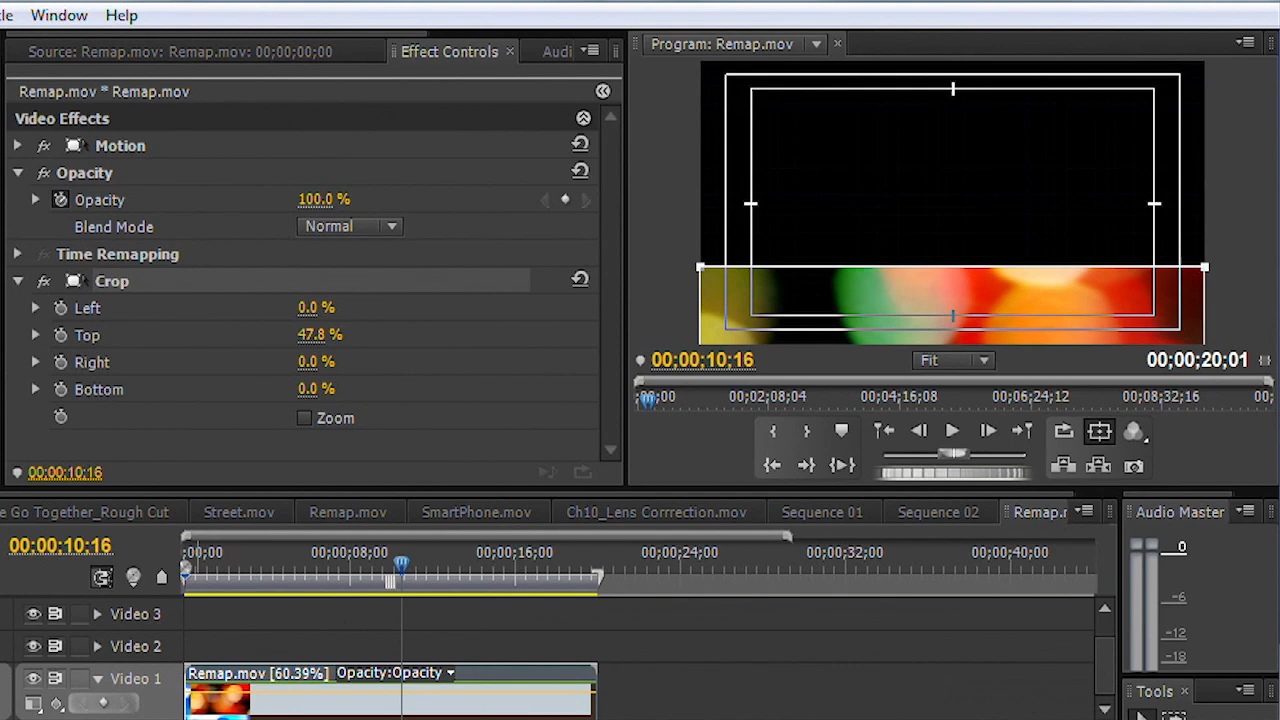 cle Window Help
Source: Remap.mov: Remap.mov: 00;00;00;00
Effect Controls
Audi
Program: Remap.mov
Remap.mov * Remap.mov
Video Effects
fx Motion
fx Opacity
Opacity 100.0 %
Blend Mode Normal
fx Time Remapping
fx Crop
Left 0.0 %
Top 47.8 %
Right 0.0 %
Bottom 0.0 %
Zoom
00;00;10;16
00;00;10;16 Fit 00;00;20;01
;00;00 00;02;08;04 00;04;16;08 00;06;24;12 00;08;32;16 00;
e Go Together_Rough Cut Street.mov Remap.mov SmartPhone.mov Ch10_Lens Corrrection.mov Sequence 01 Sequence 02 Remap.r
00;00;10;16
;00;00 00;00;08;00 00;00;16;00 00;00;24;00 00;00;32;00 00;00;40;00
Video 3
Video 2
Video 1
Remap.mov [60.39%] Opacity:Opacity
Audio Master
0
-6
-12
-18
Tools